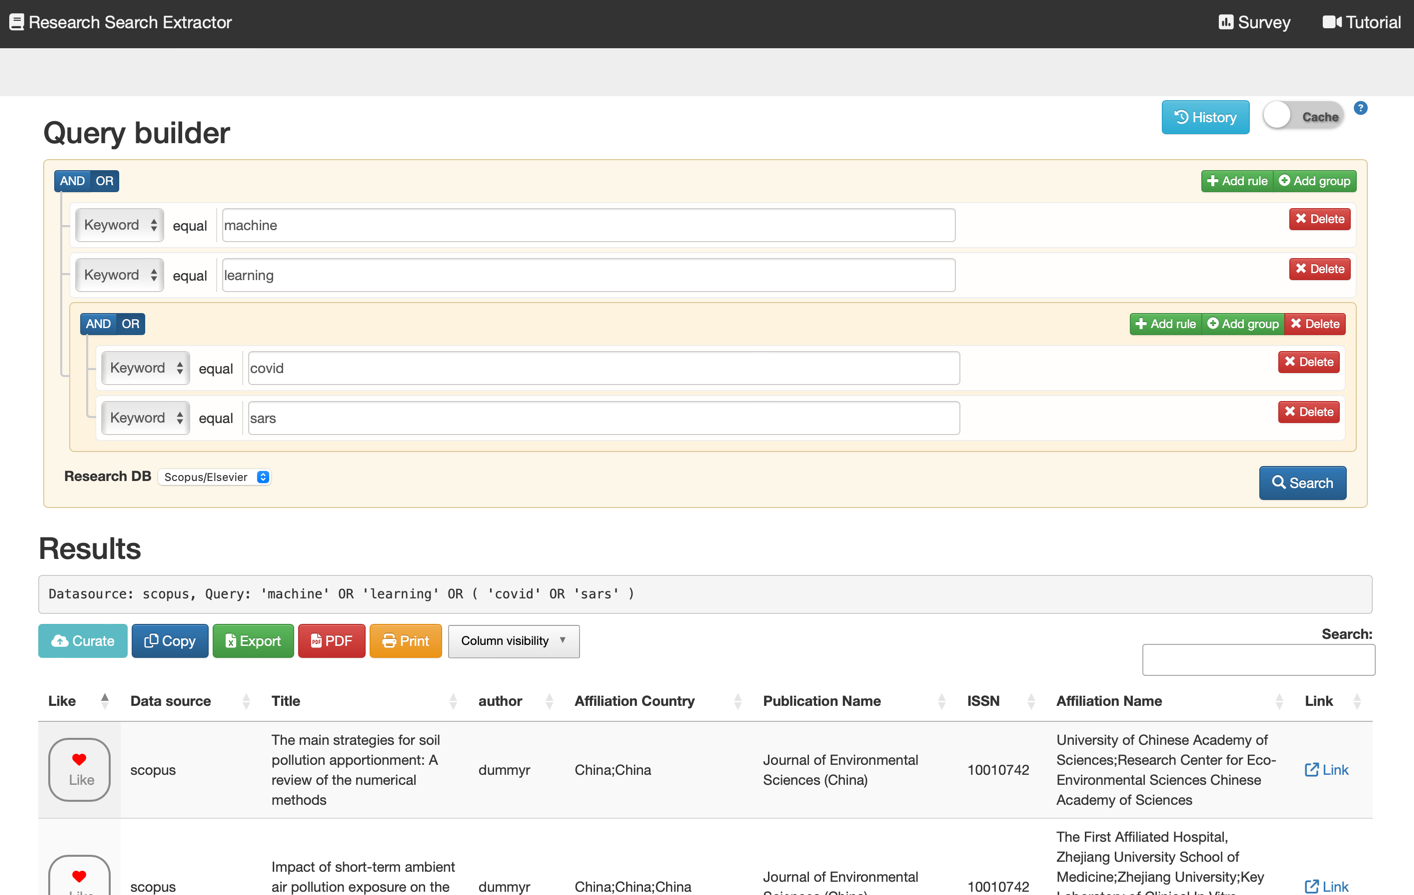 Research Search Extractor
Survey Tutorial
History Cache ?
Query builder
AND OR Add rule Add group
Keyword equal machine Delete
Keyword equal learning Delete
AND OR Add rule Add group Delete
Keyword equal covid Delete
Keyword equal sars Delete
Research DB Scopus/Elsevier Search
Results
Datasource: scopus, Query: 'machine' OR 'learning' OR ( 'covid' OR 'sars' )
Curate Copy Export PDF Print Column visibility
Search:
Like Data source Title author Affiliation Country Publication Name ISSN Affiliation Name Link
Like
scopus
The main strategies for soil
pollution apportionment: A
review of the numerical
methods
dummyr
China;China
Journal of Environmental
Sciences (China)
10010742
University of Chinese Academy of
Sciences;Research Center for Eco-
Environmental Sciences Chinese
Academy of Sciences
Link
scopus
Impact of short-term ambient
air pollution exposure on the
dummyr
China;China;China
Journal of Environmental
10010742
The First Affiliated Hospital,
Zhejiang University School of
Medicine;Zhejiang University;Key
Link